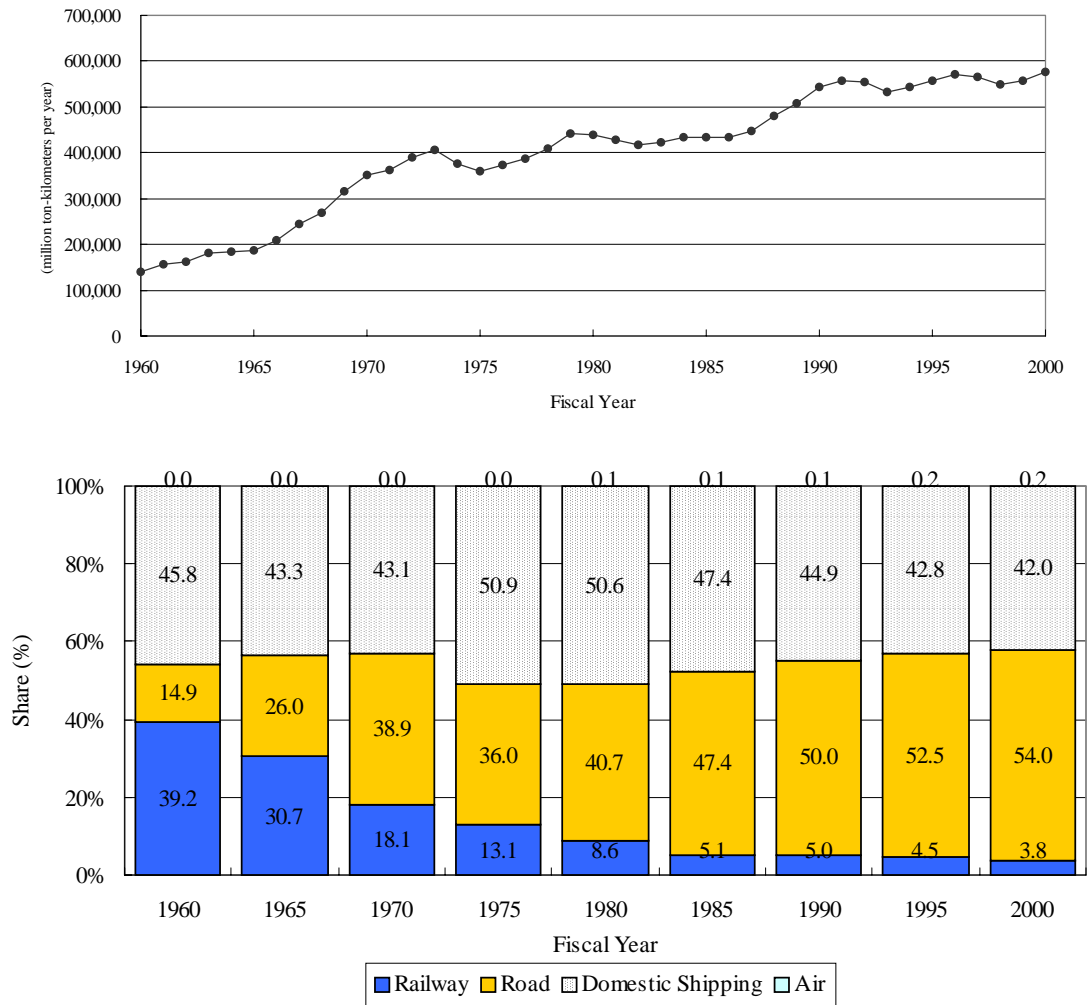 700,000
600,000
500,000
400,000
300,000
200,000
100,000
0
(million ton-kilometers per year)
1960 1965 1970 1975 1980 1985 1990 1995 2000
Fiscal Year
0.0 0.0 0.0 0.0 0.1 0.1 0.1 0.2 0.2
100%
80%
60%
40%
20%
0%
Share (%)
45.8 43.3 43.1 50.9 50.6 47.4 44.9 42.8 42.0
14.9 26.0 38.9 36.0 40.7 47.4 50.0 52.5 54.0
39.2 30.7 18.1 13.1 8.6 5.1 5.0 4.5 3.8
1960 1965 1970 1975 1980 1985 1990 1995 2000
Fiscal Year
Railway Road Domestic Shipping Air